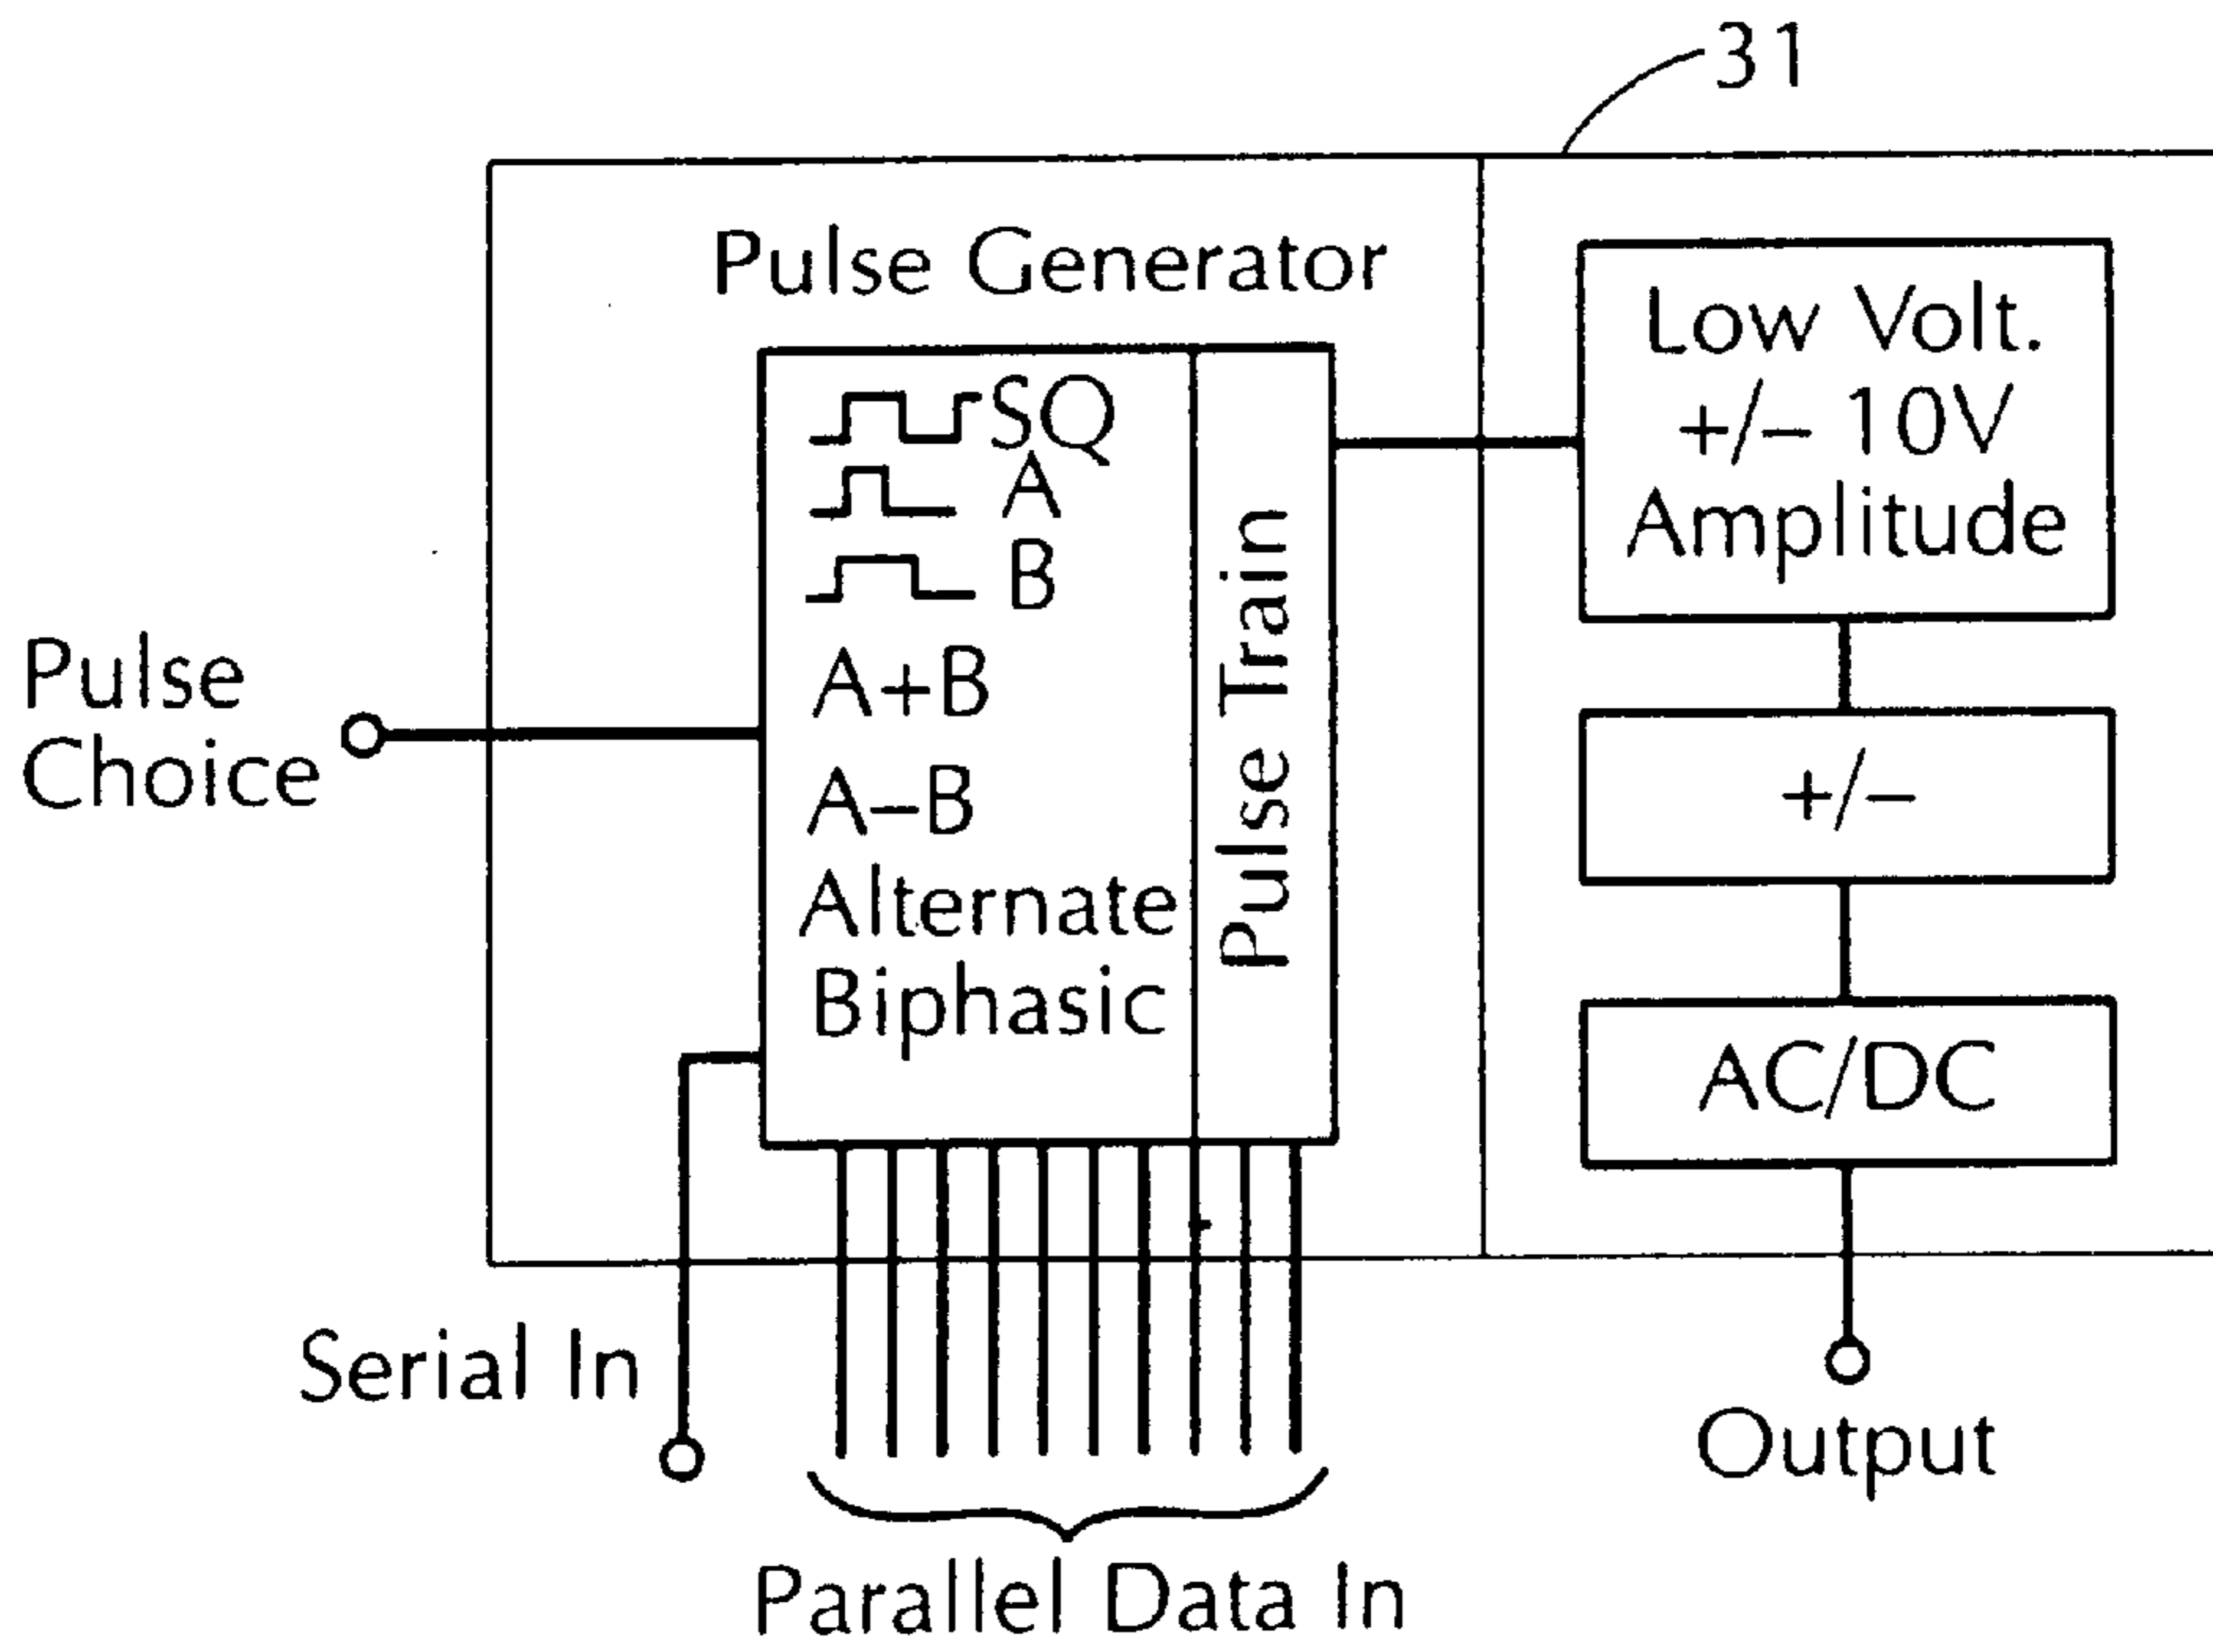 31
Pulse Generator
SQ
A
B
A+B
A–B
Alternate
Biphasic
Pulse Train
Low Volt.
+/– 10V
Amplitude
+/–
AC/DC
Pulse
Choice
Serial In
Parallel Data In
Output